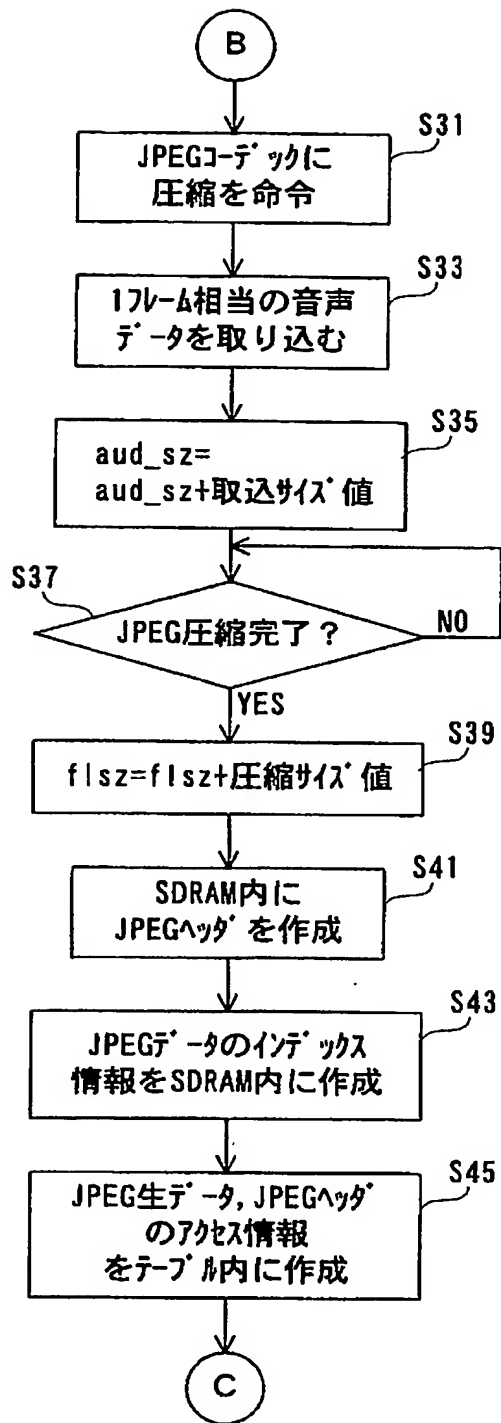 B
S31
JPEGコーデックに
圧縮を命令
S33
1フレーム相当の音声
データを取り込む
S35
aud_sz=
aud_sz+取込サイズ値
S37
JPEG圧縮完了?
NO
YES
S39
flsz=flsz+圧縮サイズ値
S41
SDRAM内に
JPEGヘッダを作成
S43
JPEGデータのインデックス
情報をSDRAM内に作成
S45
JPEG生データ,JPEGヘッダ
のアクセス情報
をテーブル内に作成
C